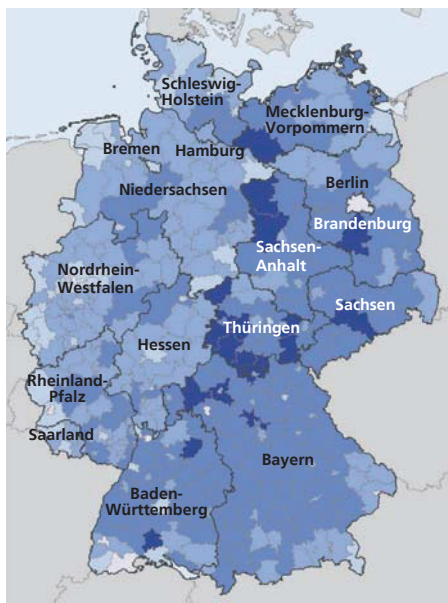 Schleswig-
Holstein
Mecklenburg-
Vorpommern
Bremen
Hamburg
Niedersachsen
Berlin
Brandenburg
Sachsen-
Anhalt
Nordrhein-
Westfalen
Sachsen
Thüringen
Hessen
Rheinland-
Pfalz
Saarland
Bayern
Baden-
Württemberg